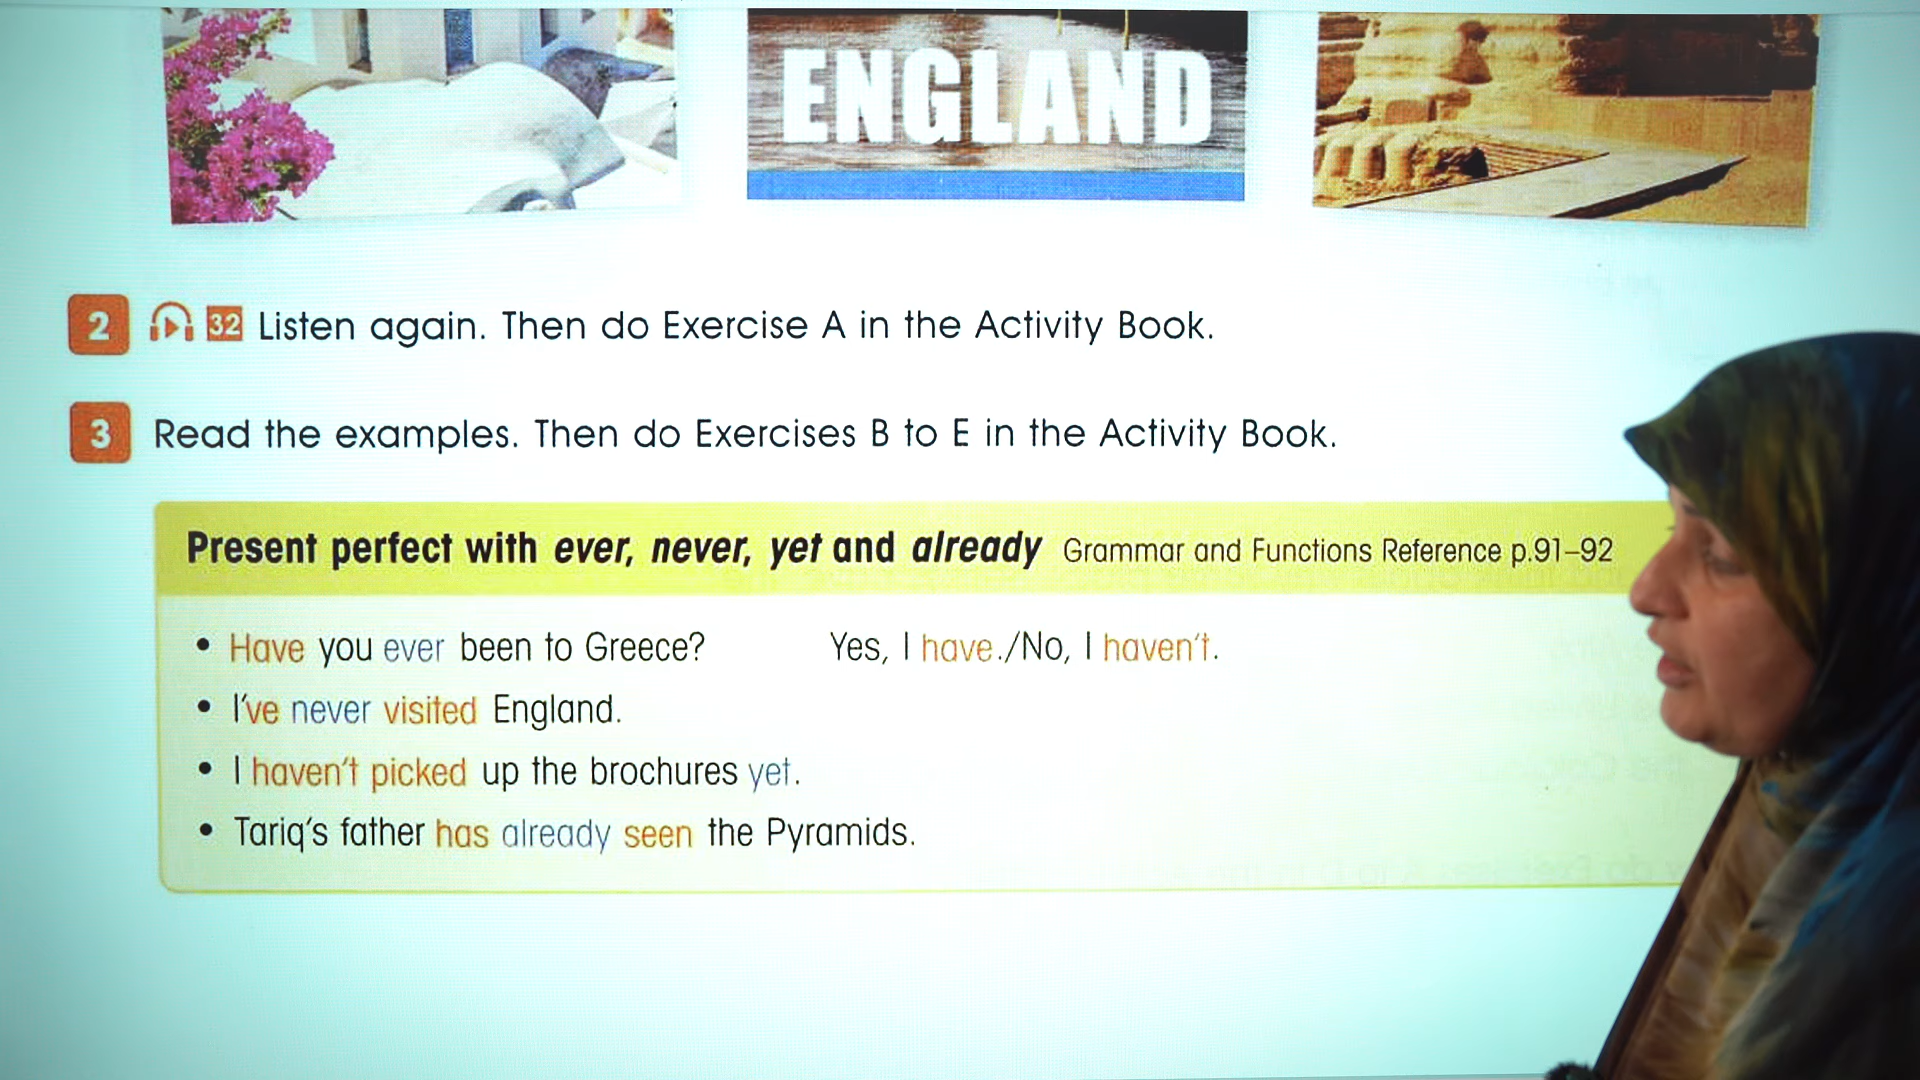 ENGLAND
2 32 Listen again. Then do Exercise A in the Activity Book.
3 Read the examples. Then do Exercises B to E in the Activity Book.
Present perfect with ever, never, yet and already Grammar and Functions Reference p.91–92
• Have you ever been to Greece? Yes, I have./No, I haven't.
• I've never visited England.
• I haven't picked up the brochures yet.
• Tariq's father has already seen the Pyramids.